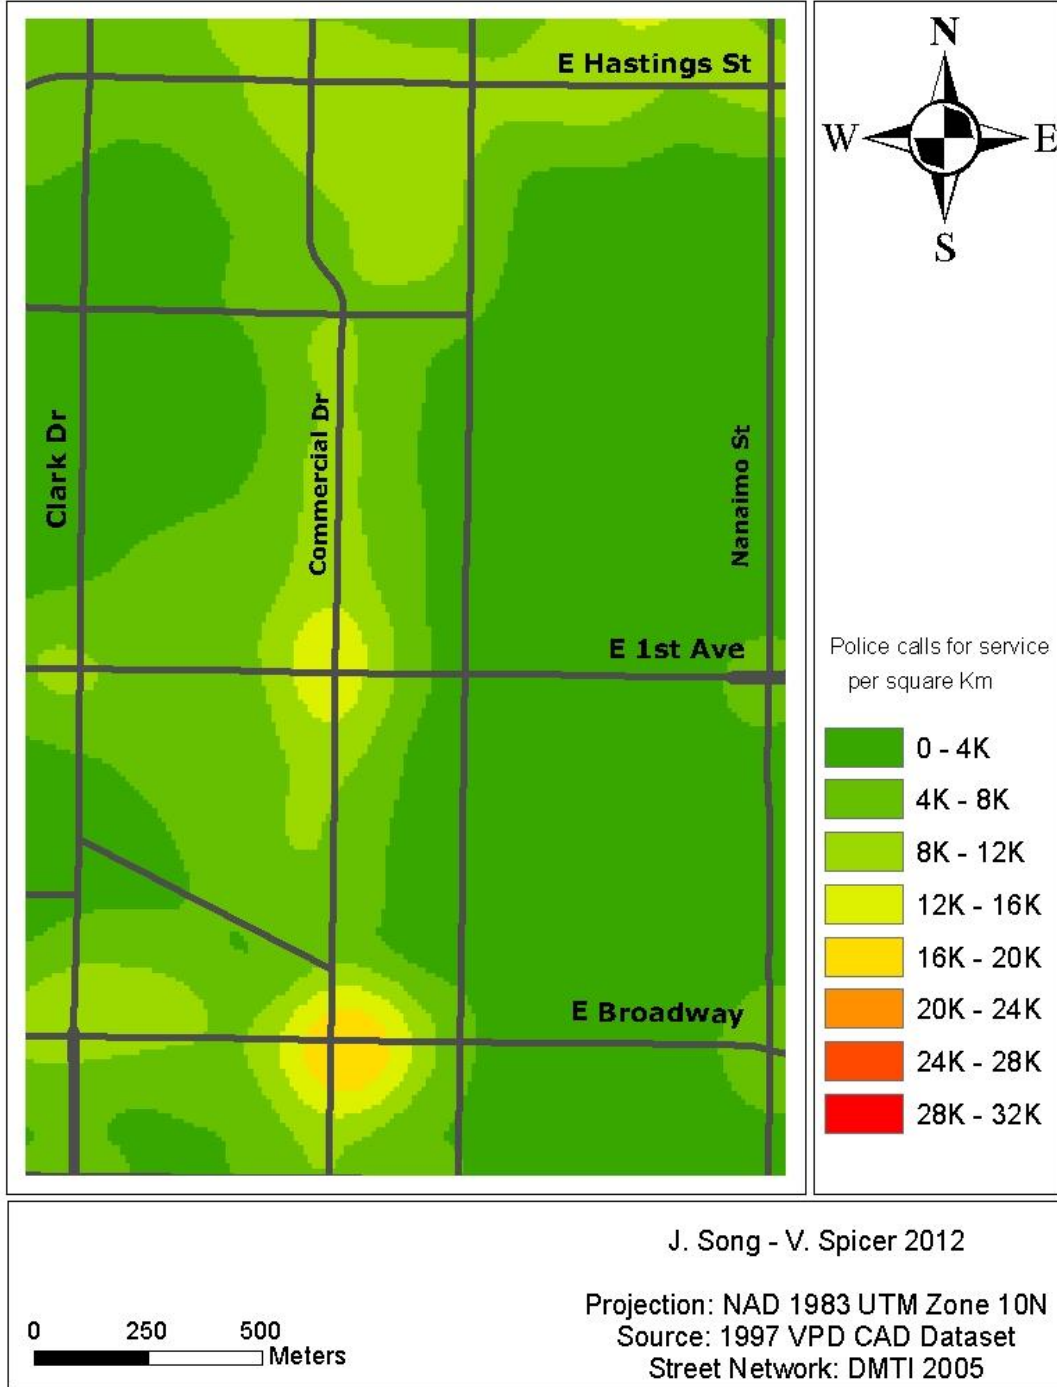 E Hastings St
Clark Dr
Commercial Dr
Nanaimo St
E 1st Ave
E Broadway
N
W
E
S
Police calls for service
per square Km
0 - 4K
4K - 8K
8K - 12K
12K - 16K
16K - 20K
20K - 24K
24K - 28K
28K - 32K
J. Song - V. Spicer 2012
Projection: NAD 1983 UTM Zone 10N
Source: 1997 VPD CAD Dataset
Street Network: DMTI 2005
0 250 500
Meters